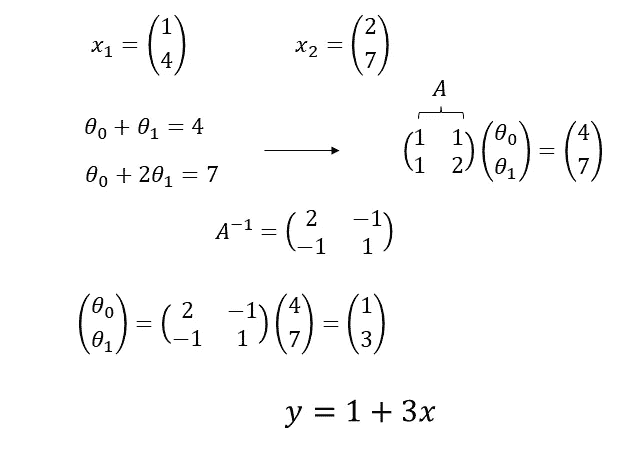 x₁ = (1 4)    x₂ = (2 7)
A
θ₀ + θ₁ = 4
θ₀ + 2θ₁ = 7
(1 1 / 1 2)(θ₀ / θ₁) = (4 / 7)
A⁻¹ = (2 −1 / −1 1)
(θ₀ / θ₁) = (2 −1 / −1 1)(4 / 7) = (1 / 3)
y = 1 + 3x